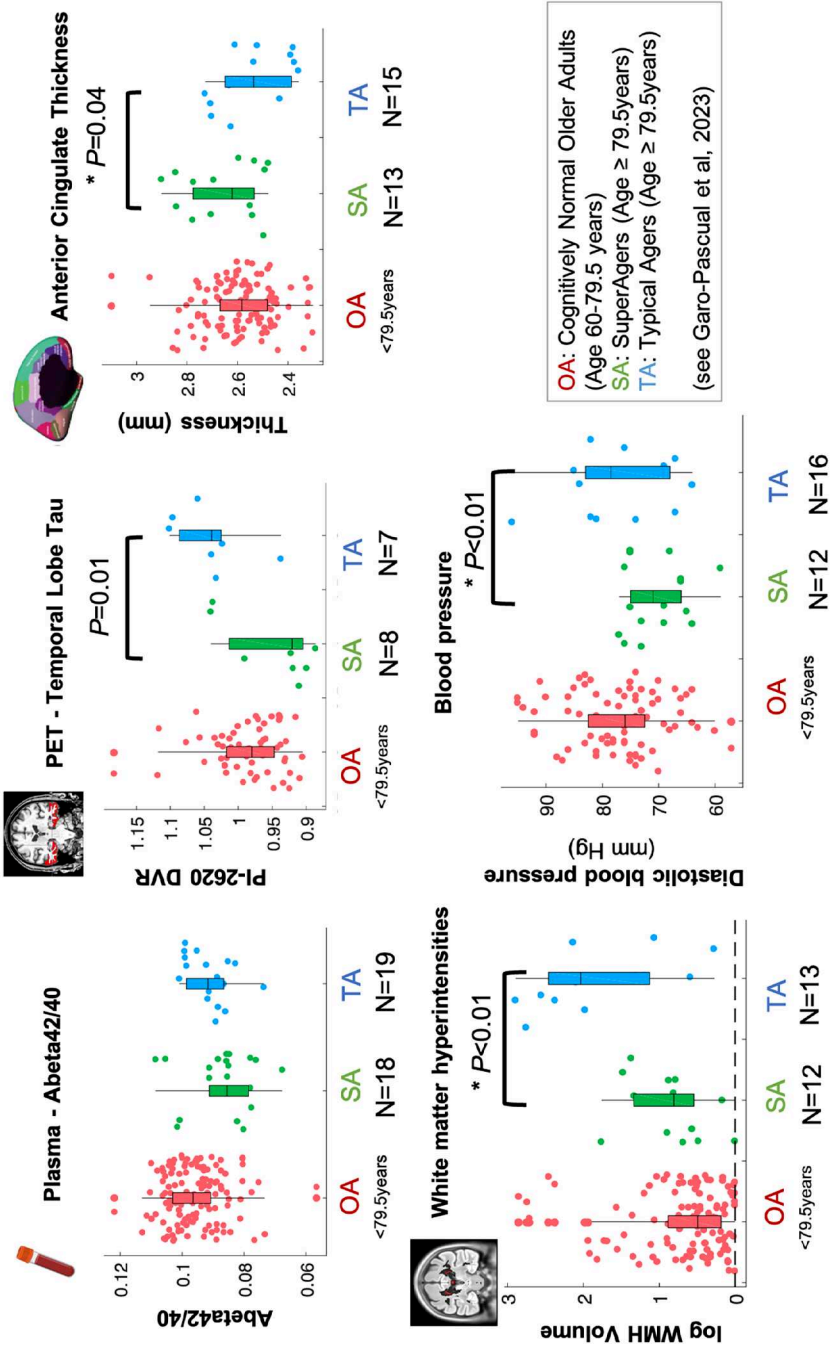 Plasma - Abeta42/40
Abeta42/40
0.12
0.1
0.08
0.06
OA
<79.5years
SA
N=18
TA
N=19
PET - Temporal Lobe Tau
PI-2620 DVR
1.15
1.1
1.05
1
0.95
0.9
P=0.01
OA
<79.5years
SA
N=8
TA
N=7
Anterior Cingulate Thickness
Thickness (mm)
3
2.8
2.6
2.4
* P=0.04
OA
<79.5years
SA
N=13
TA
N=15
White matter hyperintensities
log WMH Volume
3
2
1
0
* P<0.01
OA
<79.5years
SA
N=12
TA
N=13
Blood pressure
Diastolic blood pressure
(mm Hg)
90
80
70
60
* P<0.01
OA
<79.5years
SA
N=12
TA
N=16
OA: Cognitively Normal Older Adults
(Age 60-79.5 years)
SA: SuperAgers (Age ≥ 79.5years)
TA: Typical Agers (Age ≥ 79.5years)
(see Garo-Pascual et al, 2023)